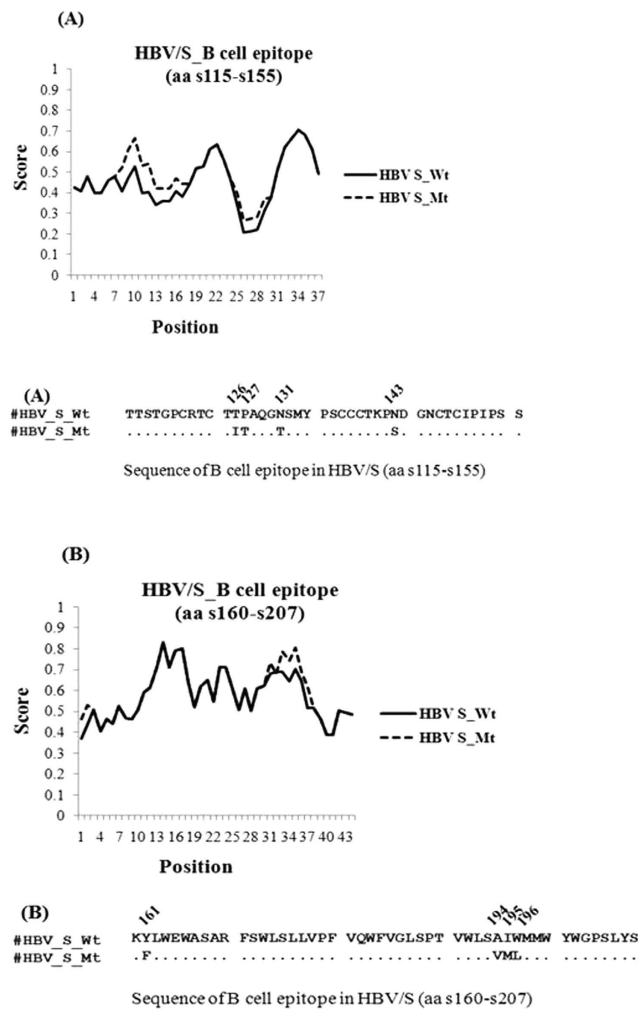 (A)
HBV/S_B cell epitope
(aa s115-s155)
1
0.9
0.8
0.7
0.6
0.5
0.4
0.3
0.2
0.1
0
Score
HBV S_Wt
HBV S_Mt
1 4 7 10 13 16 19 22 25 28 31 34 37
Position
(A)
126 127 131 143
#HBV_S_Wt TTSTGPCRTC TTPAQGNSMY PSCCCTKPND GNCTCIPIPS S
#HBV_S_Mt .......... .IT...T... ........S. .......... .
Sequence of B cell epitope in HBV/S (aa s115-s155)
(B)
HBV/S_B cell epitope
(aa s160-s207)
1
0.9
0.8
0.7
0.6
0.5
0.4
0.3
0.2
0.1
0
Score
HBV S_Wt
HBV S_Mt
1 4 7 10 13 16 19 22 25 28 31 34 37 40 43
Position
(B)
161 194 195 196
#HBV_S_Wt KYLWEWASAR FSWLSLLVPF VQWFVGLSPT VWLSAIWMMW YWGPSLYS
#HBV_S_Mt .F........ .......... .......... ....VML... ........
Sequence of B cell epitope in HBV/S (aa s160-s207)